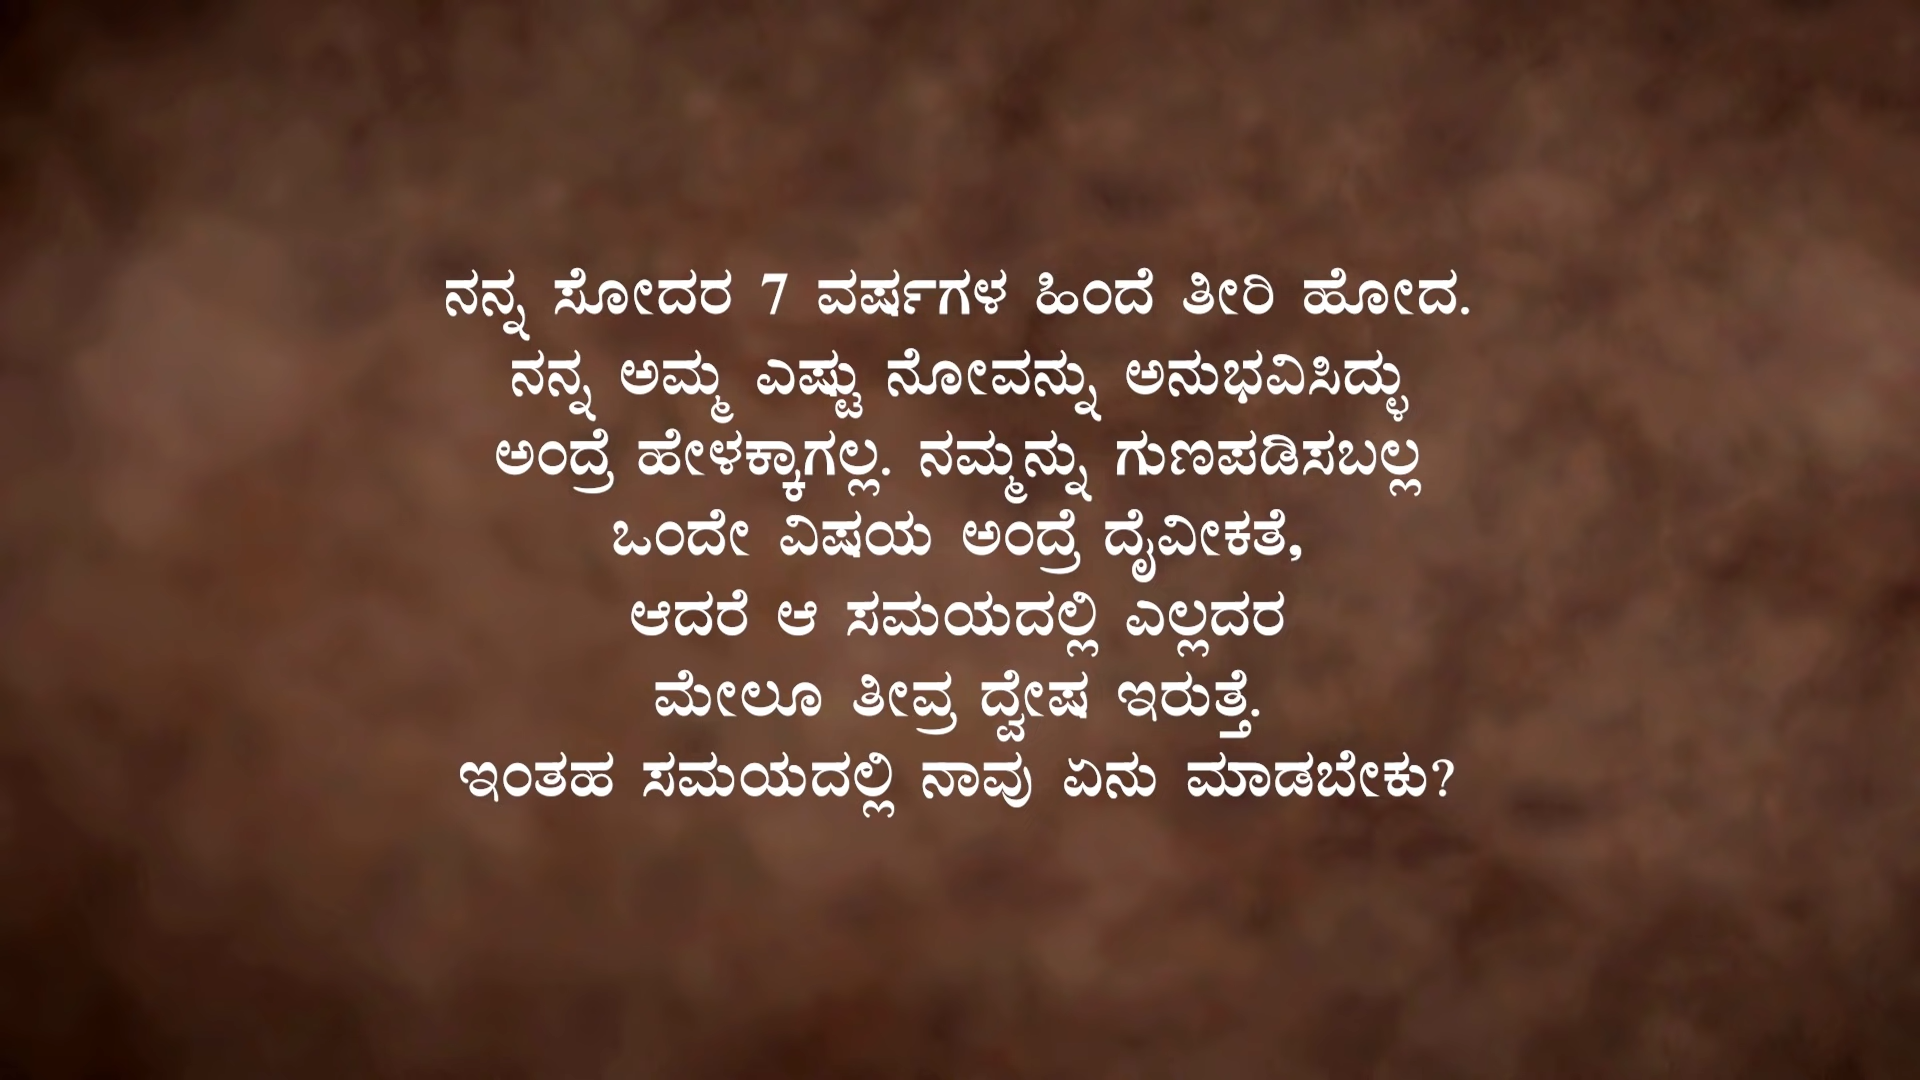 ನನ್ನ ಸೋದರ 7 ವರ್ಷಗಳ ಹಿಂದೆ ತೀರಿ ಹೋದ.
ನನ್ನ ಅಮ್ಮ ಎಷ್ಟು ನೋವನ್ನು ಅನುಭವಿಸಿದ್ಳು
ಅಂದ್ರೆ ಹೇಳಕ್ಕಾಗಲ್ಲ. ನಮ್ಮನ್ನು ಗುಣಪಡಿಸಬಲ್ಲ
ಒಂದೇ ವಿಷಯ ಅಂದ್ರೆ ದೈವೀಕತೆ,
ಆದರೆ ಆ ಸಮಯದಲ್ಲಿ ಎಲ್ಲದರ
ಮೇಲೂ ತೀವ್ರ ದ್ವೇಷ ಇರುತ್ತೆ.
ಇಂತಹ ಸಮಯದಲ್ಲಿ ನಾವು ಏನು ಮಾಡಬೇಕು?